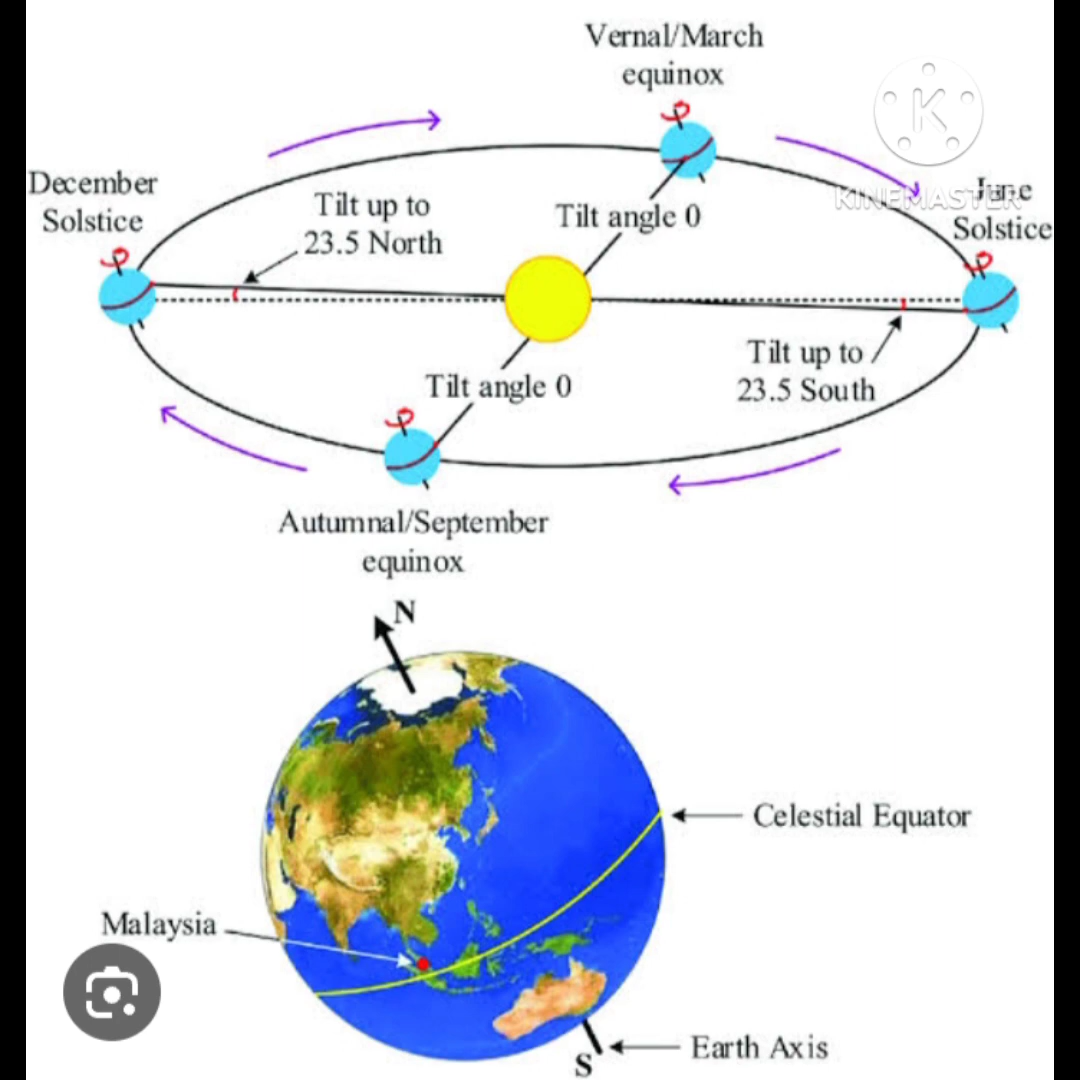 Vernal/March
equinox
K
KINEMASTER
December
Solstice
June
Solstice
Tilt up to
23.5 North
Tilt angle 0
Tilt up to
23.5 South
Tilt angle 0
Autumnal/September
equinox
N
Celestial Equator
Malaysia
Earth Axis
S